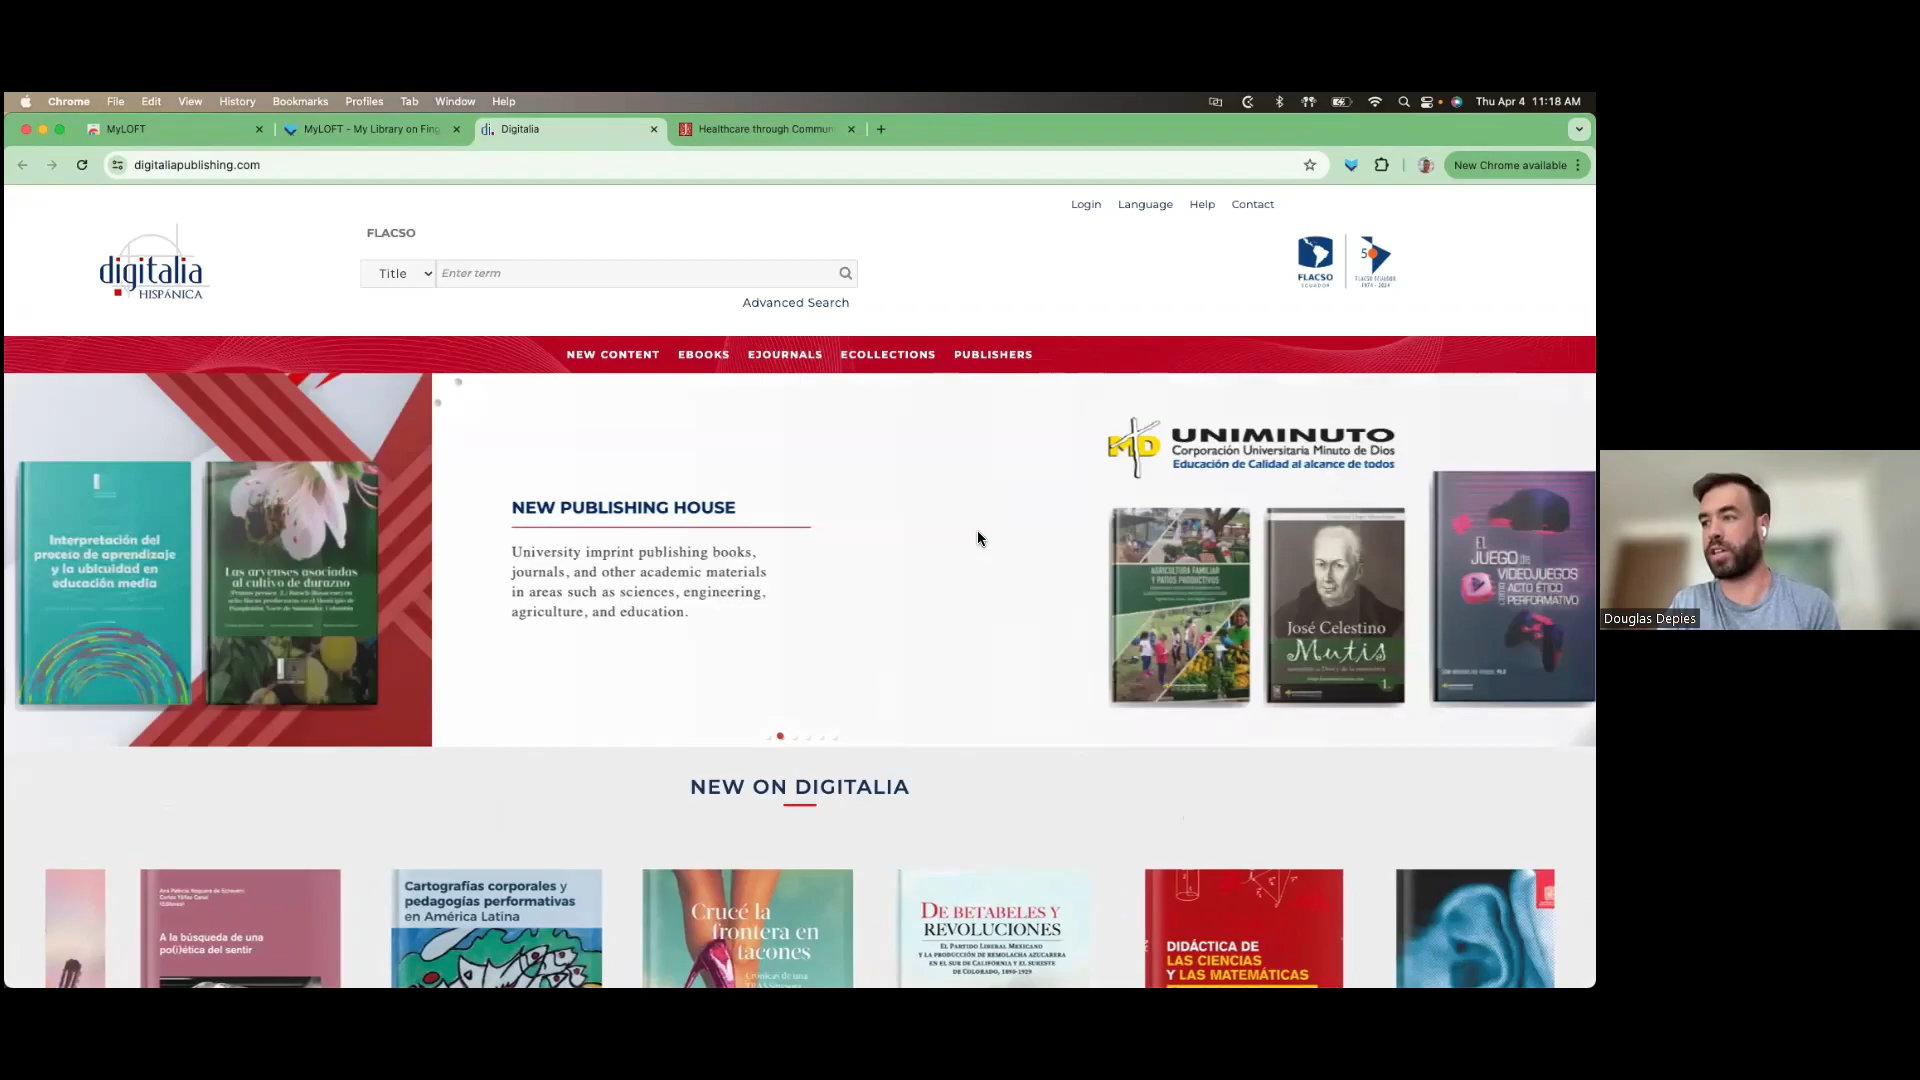 Chrome File Edit View History Bookmarks Profiles Tab Window Help
Thu Apr 4 11:18 AM
MyLOFT
MyLOFT - My Library on Fing
Digitalia
Healthcare through Commun
digitaliapublishing.com
New Chrome available
Login Language Help Contact
digitalia
HISPÁNICA
FLACSO
Title
Enter term
Advanced Search
FLACSO
ECUADOR
50
FLACSO ECUADOR
1974 - 2024
NEW CONTENT EBOOKS EJOURNALS ECOLLECTIONS PUBLISHERS
Interpretación del
proceso de aprendizaje
y la ubicuidad en
educación media
Las arvenses asociadas
al cultivo de durazno
NEW PUBLISHING HOUSE
University imprint publishing books,
journals, and other academic materials
in areas such as sciences, engineering,
agriculture, and education.
MD
UNIMINUTO
Corporación Universitaria Minuto de Dios
Educación de Calidad al alcance de todos
AGRICULTURA FAMILIAR
Y PATIOS PRODUCTIVOS
José Celestino
Mutis
1
EL
JUEGO de
VIDEOJUEGOS
COMO
ACTO ÉTICO
PERFORMATIVO
Douglas Depies
NEW ON DIGITALIA
Ana Patricia Noguera de Echeverri
A la búsqueda de una
po(i)ética del sentir
Cartografías corporales y
pedagogías performativas
en América Latina
Crucé la
frontera en
tacones
Crónicas de una
DE BETABELES Y
REVOLUCIONES
EL PARTIDO LIBERAL MEXICANO
Y LA PRODUCCIÓN DE REMOLACHA AZUCARERA
EN EL SUR DE CALIFORNIA Y EL SURESTE
DE COLORADO, 1890-1929
DIDÁCTICA DE
LAS CIENCIAS
Y LAS MATEMÁTICAS